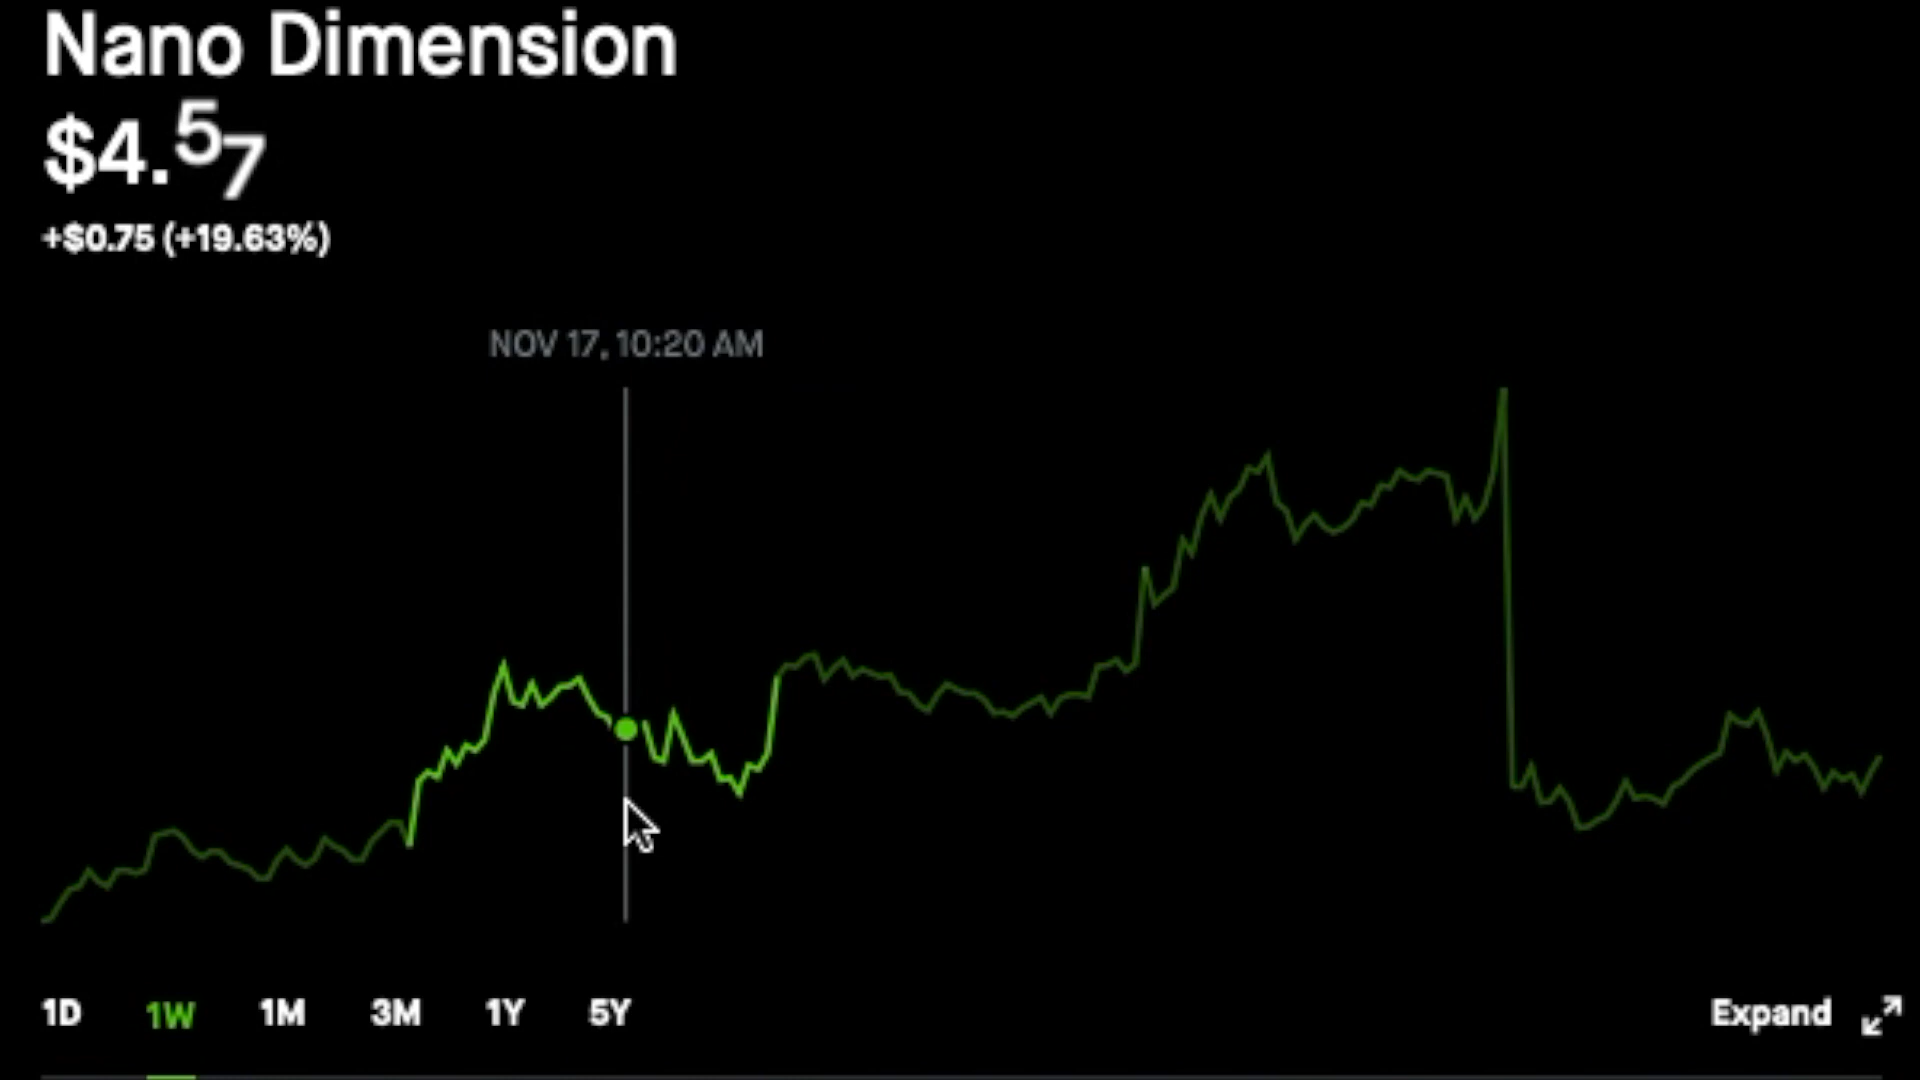 Nano Dimension
$4.57
+$0.75 (+19.63%)
NOV 17, 10:20 AM
1D 1W 1M 3M 1Y 5Y Expand